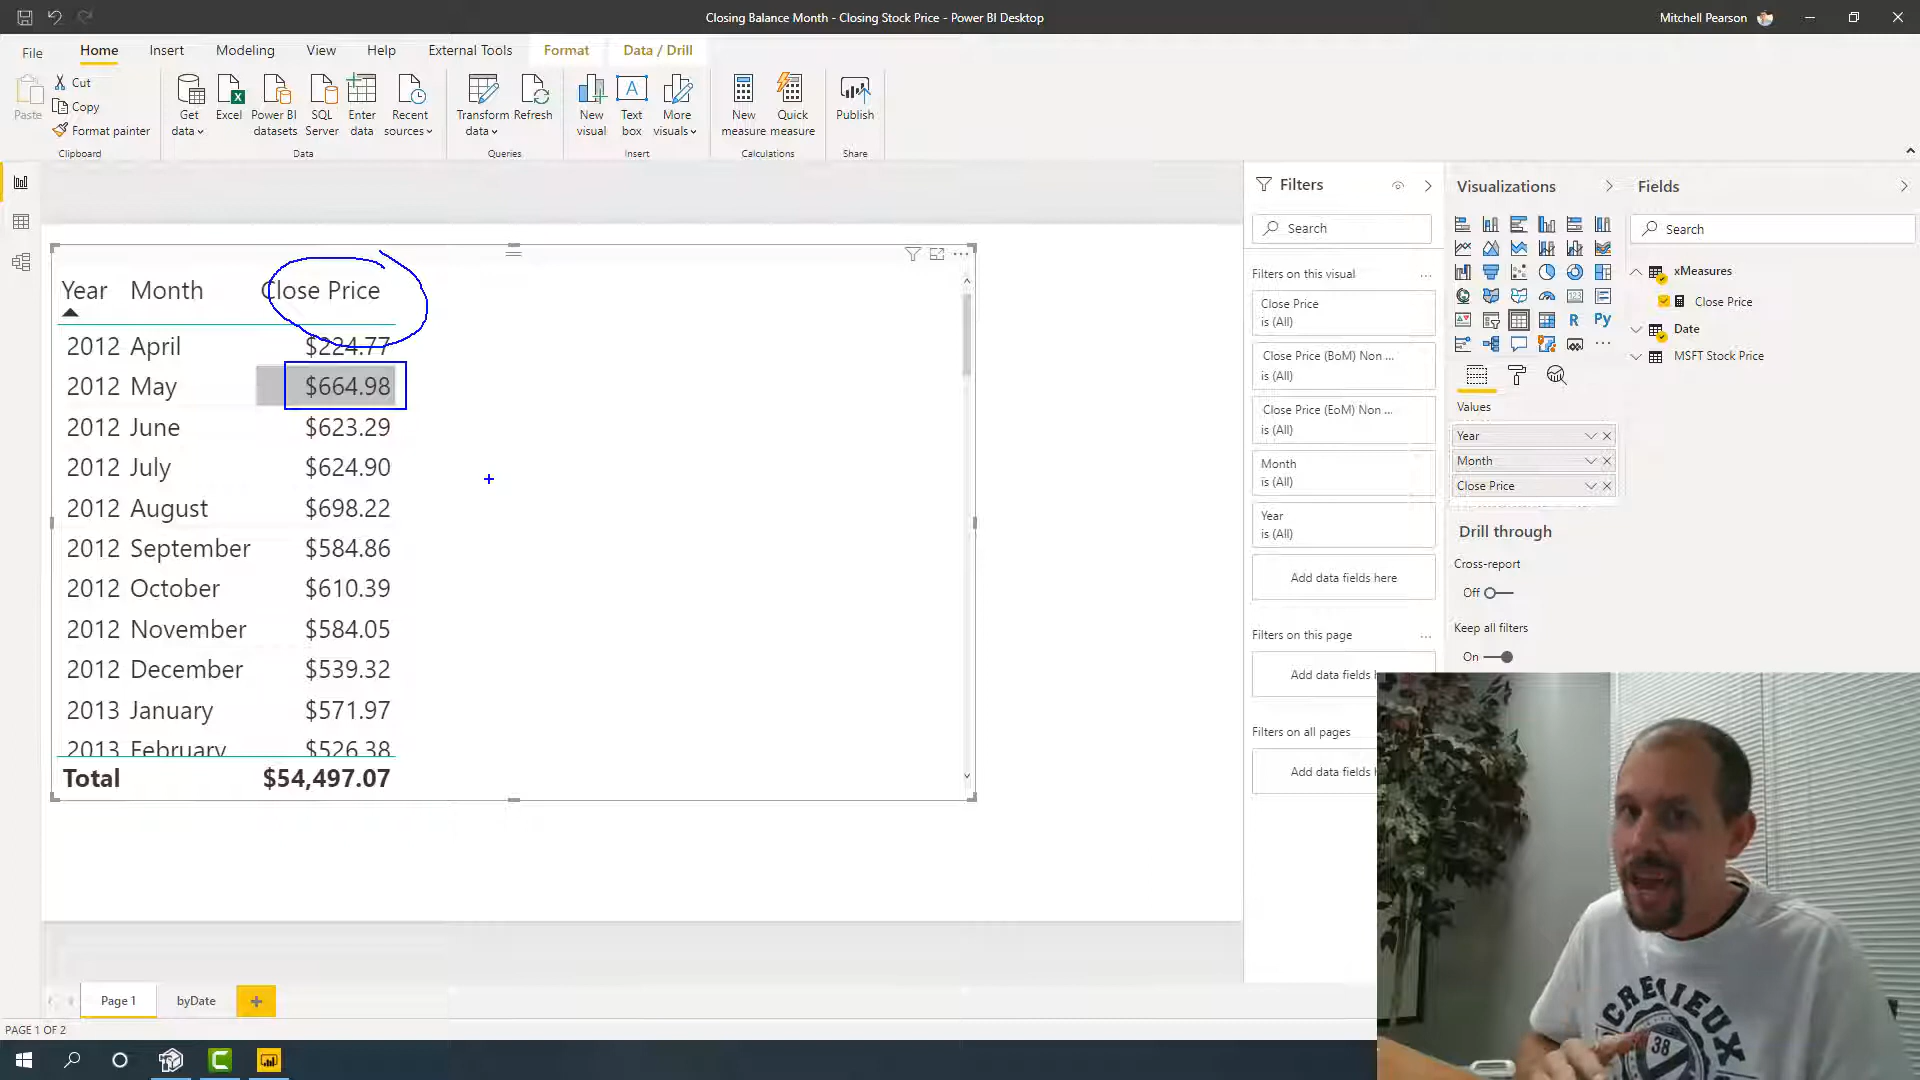 Closing Balance Month - Closing Stock Price - Power BI Desktop
Mitchell Pearson
File
Home
Insert
Modeling
View
Help
External Tools
Format
Data / Drill
Paste
Cut
Copy
Format painter
Clipboard
Get data
Excel
Power BI datasets
SQL Server
Enter data
Recent sources
Data
Transform data
Refresh
Queries
New visual
Text box
More visuals
Insert
New measure
Quick measure
Calculations
Publish
Share
Year Month Close Price
2012 April $224.77
2012 May $664.98
2012 June $623.29
2012 July $624.90
2012 August $698.22
2012 September $584.86
2012 October $610.39
2012 November $584.05
2012 December $539.32
2013 January $571.97
2013 February $526.38
Total $54,497.07
Filters
Search
Filters on this visual
Close Price
is (All)
Close Price (BoM) Non ...
is (All)
Close Price (EoM) Non ...
is (All)
Month
is (All)
Year
is (All)
Add data fields here
Filters on this page
Add data fields
Filters on all pages
Add data fields
Visualizations
R
Py
Values
Year
Month
Close Price
Drill through
Cross-report
Off
Keep all filters
On
Fields
Search
xMeasures
Close Price
Date
MSFT Stock Price
Page 1
byDate
PAGE 1 OF 2
38